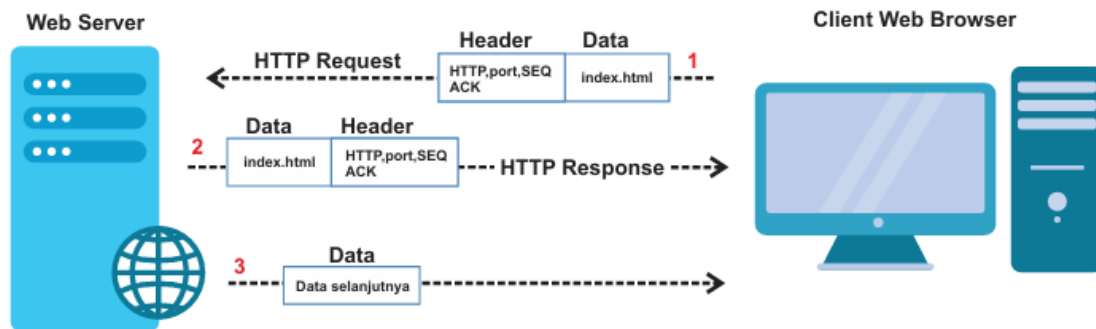 Web Server
Client Web Browser
Header Data
HTTP Request
HTTP,port,SEQ
ACK
index.html
1
Data Header
2
index.html
HTTP,port,SEQ
ACK
HTTP Response
Data
3
Data selanjutnya